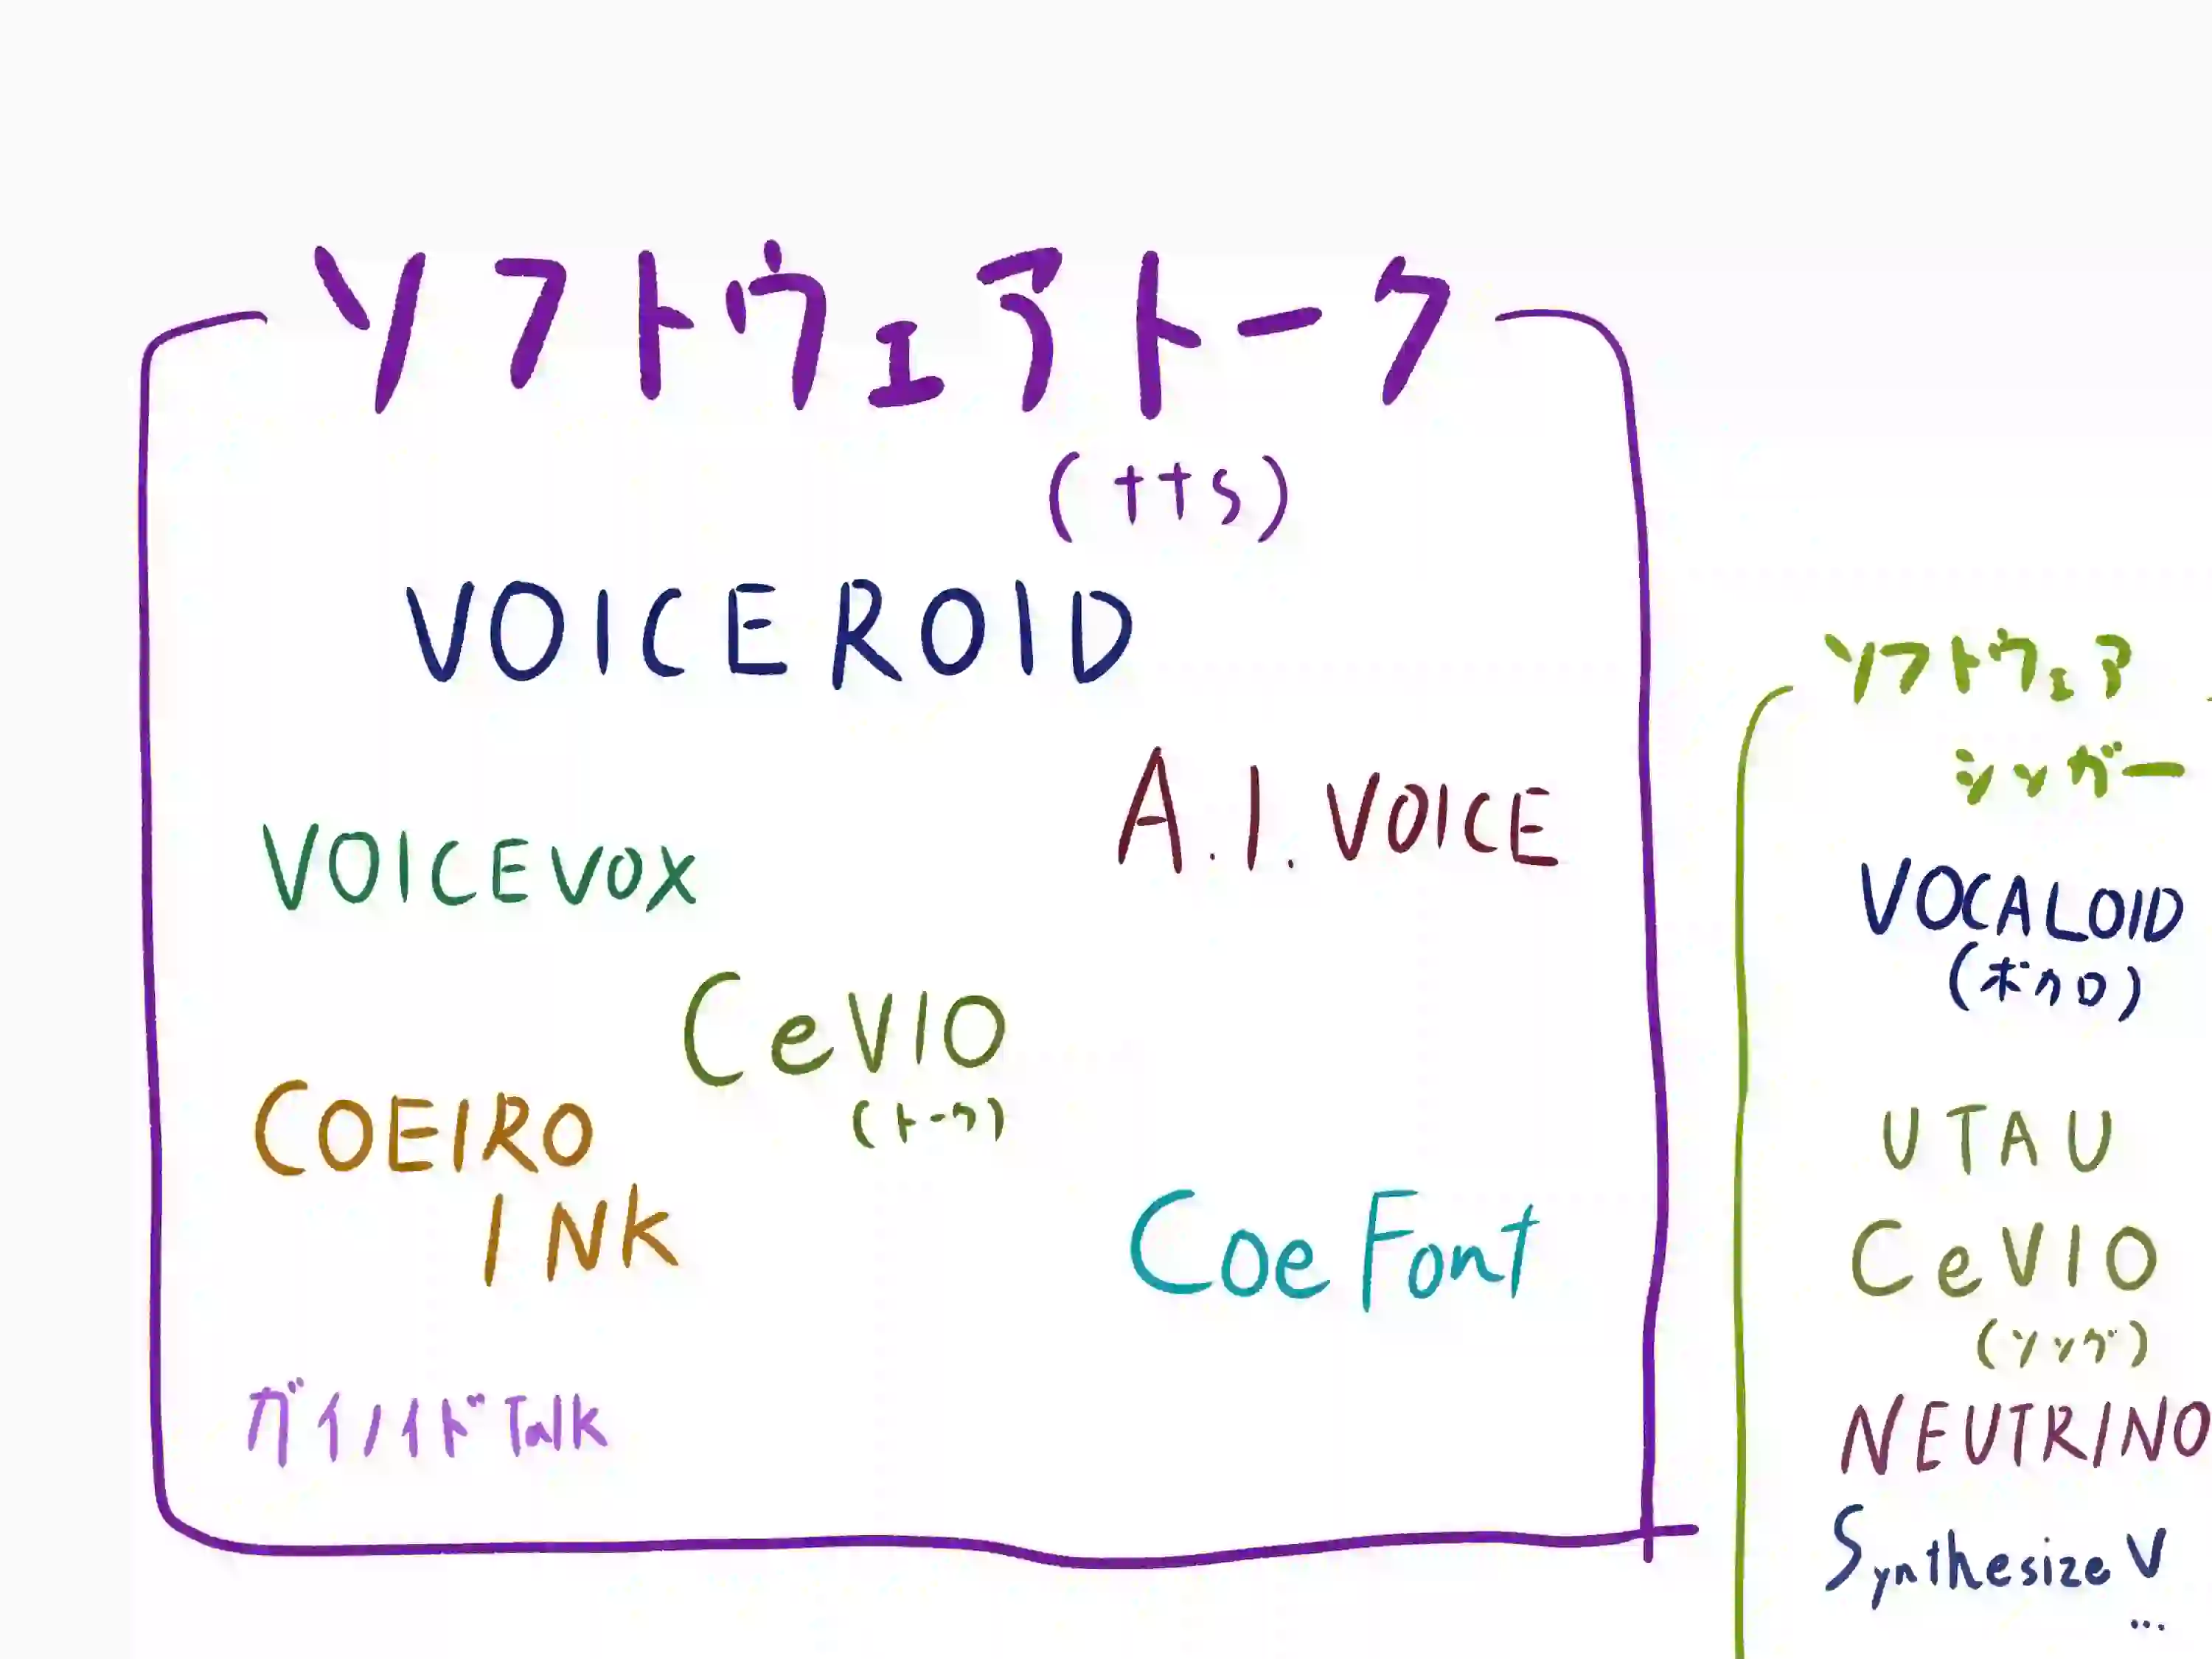 ソフトウェアトーク
(tts)
VOICEROID
A.I.VOICE
VOICEVOX
CeVIO
(トーク)
COEIRO
INK
CoeFont
ガイノイドTalk
ソフトウェア
シンガー
VOCALOID
(ボカロ)
UTAU
CeVIO
(ソング)
NEUTRINO
Synthesize V
...